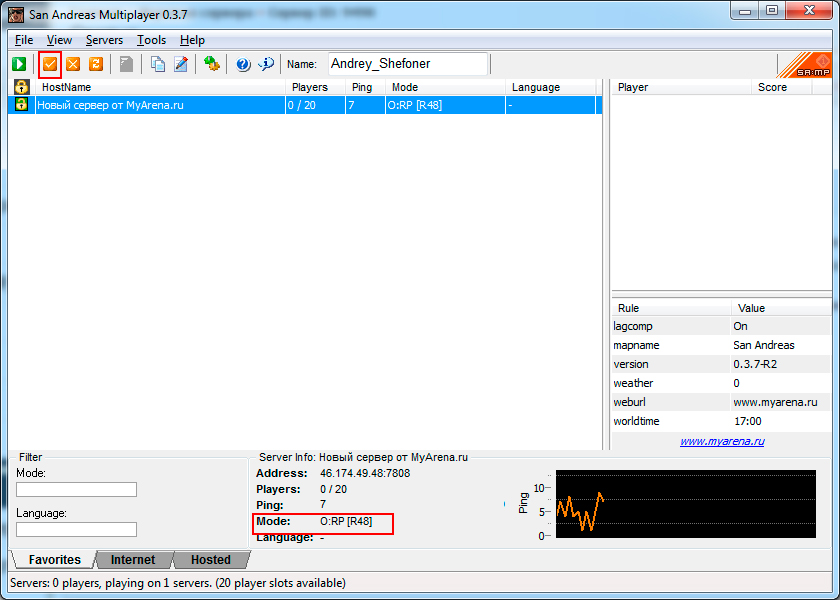 San Andreas Multiplayer 0.3.7
File View Servers Tools Help
Name: Andrey_Shefoner
SA:MP
HostName Players Ping Mode Language
Новый сервер от MyArena.ru 0 / 20 7 O:RP [R48] -
Player Score
Rule Value
lagcomp On
mapname San Andreas
version 0.3.7-R2
weather 0
weburl www.myarena.ru
worldtime 17:00
www.myarena.ru
Filter
Mode:
Language:
Server Info: Новый сервер от MyArena.ru
Address: 46.174.49.48:7808
Players: 0 / 20
Ping: 7
Mode: O:RP [R48]
Language: -
Ping
10
5
0
Favorites Internet Hosted
Servers: 0 players, playing on 1 servers. (20 player slots available)